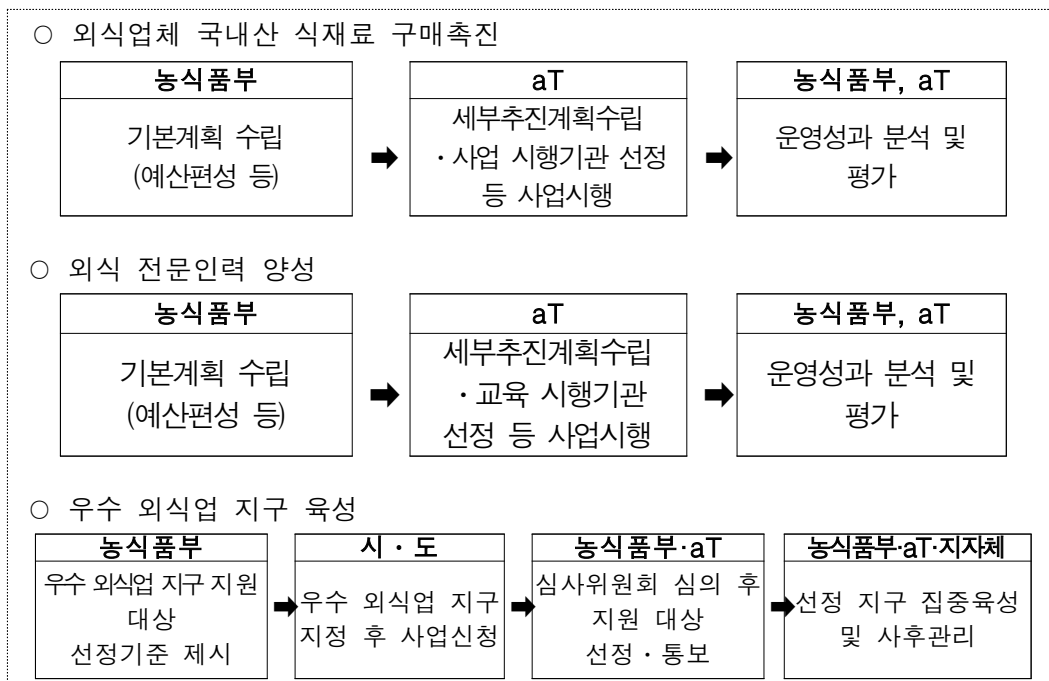 ○ 외식업체 국내산 식재료 구매촉진
농식품부
기본계획 수립
(예산편성 등)
➡
aT
세부추진계획수립
・사업 시행기관 선정
등 사업시행
➡
농식품부, aT
운영성과 분석 및
평가
○ 외식 전문인력 양성
농식품부
기본계획 수립
(예산편성 등)
➡
aT
세부추진계획수립
・교육 시행기관
선정 등 사업시행
➡
농식품부, aT
운영성과 분석 및
평가
○ 우수 외식업 지구 육성
농식품부
우수 외식업 지구 지원
대상
선정기준 제시
➡
시・도
우수 외식업 지구
지정 후 사업신청
➡
농식품부·aT
심사위원회 심의 후
지원 대상
선정・통보
➡
농식품부·aT·지자체
선정 지구 집중육성
및 사후관리